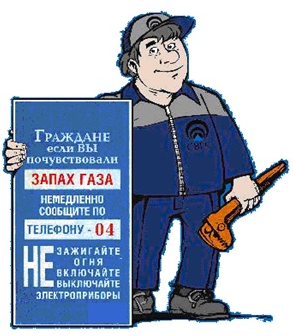 ГРАЖДАНЕ
если ВЫ
почувствовали
ЗАПАХ ГАЗА
НЕМЕДЛЕННО
СООБЩИТЕ ПО
ТЕЛЕФОНУ - 04
НЕ ЗАЖИГАЙТЕ
ОГНЯ
ВКЛЮЧАЙТЕ
ВЫКЛЮЧАЙТЕ
ЭЛЕКТРОПРИБОРЫ